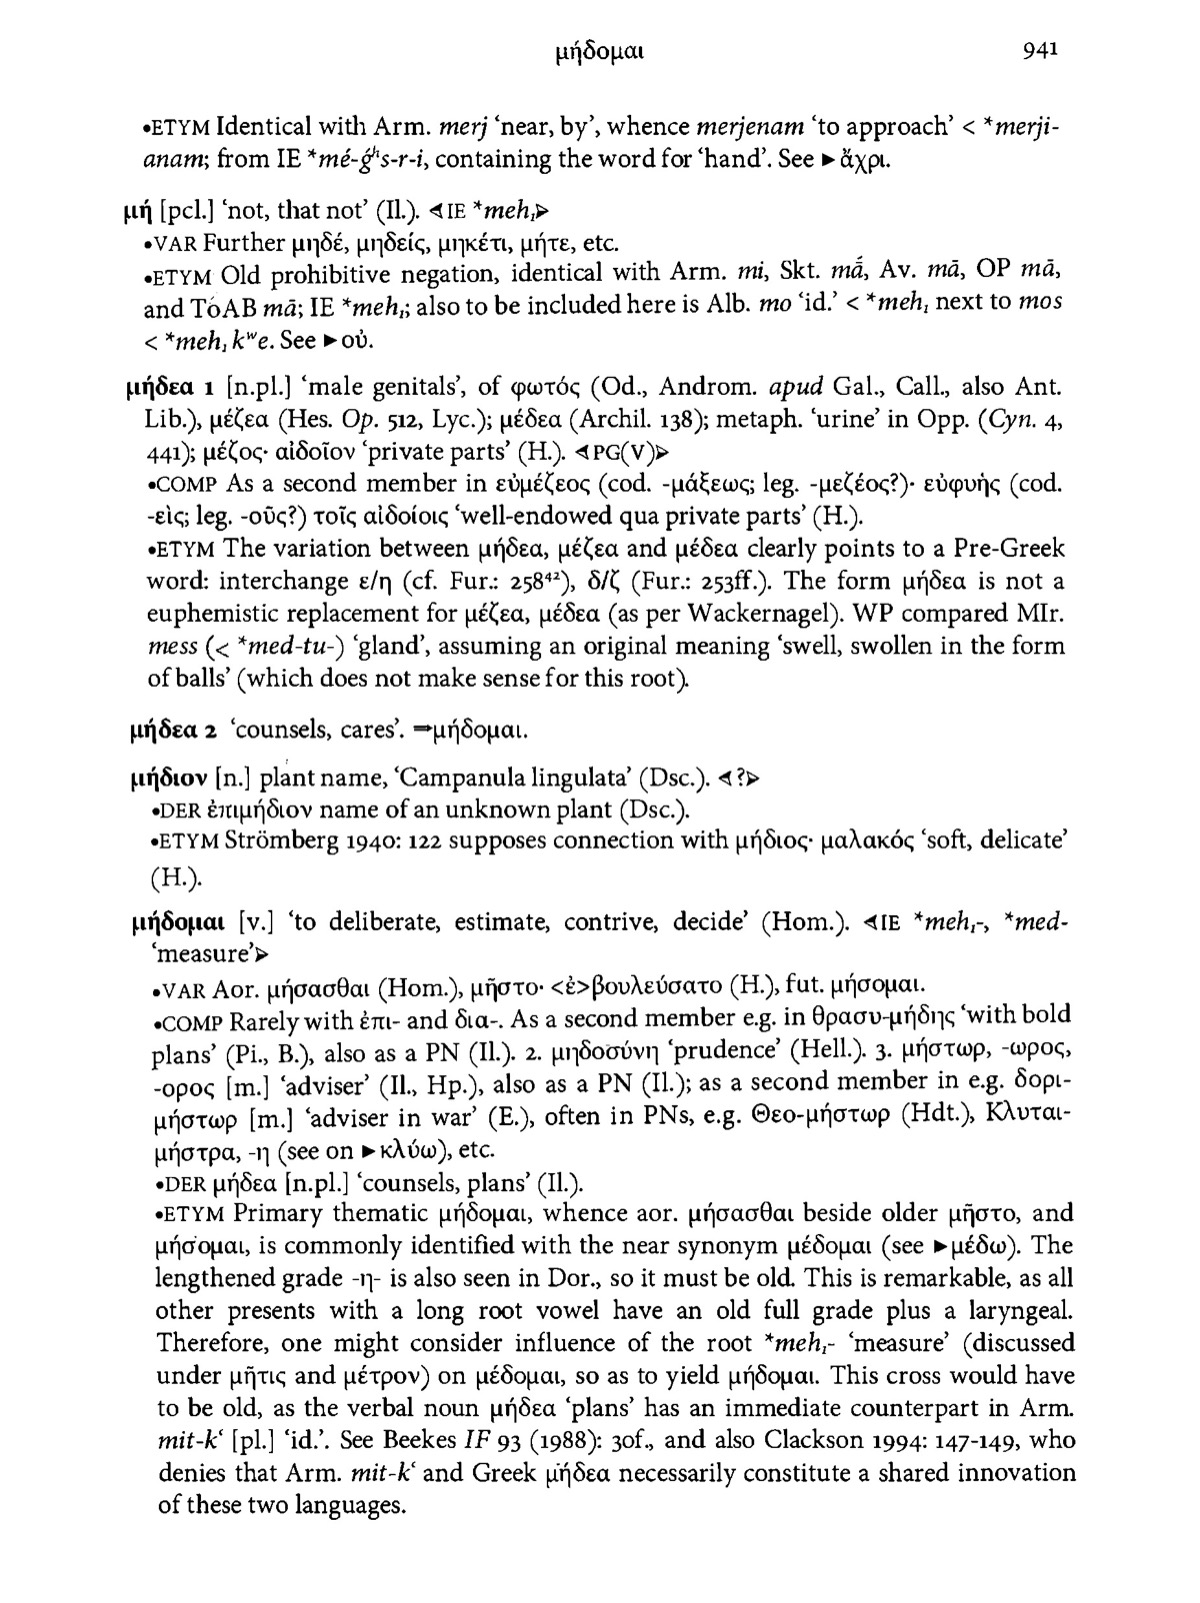 μήδομαι 941
•ETYM Identical with Arm. merj ‘near, by’, whence merjenam ‘to approach’ < *merji-
anam; from IE *mé-ǵʰs-r-i, containing the word for ‘hand’. See ►ἄχρι.
μή [pcl.] ‘not, that not’ (Il.). ⊲IE *meh₁⊳
•VAR Further μηδέ, μηδείς, μηκέτι, μήτε, etc.
•ETYM Old prohibitive negation, identical with Arm. mi, Skt. mā́, Av. mā, OP mā,
and ToAB mā; IE *meh₁; also to be included here is Alb. mo ‘id.’ < *meh₁ next to mos
< *meh₁ kʷe. See ►οὐ.
μήδεα 1 [n.pl.] ‘male genitals’, of φωτός (Od., Androm. apud Gal., Call., also Ant.
Lib.), μέζεα (Hes. Op. 512, Lyc.); μέδεα (Archil. 138); metaph. ‘urine’ in Opp. (Cyn. 4,
441); μέζος· αἰδοῖον ‘private parts’ (H.). ⊲PG(V)⊳
•COMP As a second member in εὐμέζεος (cod. -μάξεως; leg. -μεζέος?)· εὐφυής (cod.
-εὶς; leg. -οῦς?) τοῖς αἰδοίοις ‘well-endowed qua private parts’ (H.).
•ETYM The variation between μήδεα, μέζεα and μέδεα clearly points to a Pre-Greek
word: interchange ε/η (cf. Fur.: 258⁴²), δ/ζ (Fur.: 253ff.). The form μήδεα is not a
euphemistic replacement for μέζεα, μέδεα (as per Wackernagel). WP compared MIr.
mess (< *med-tu-) ‘gland’, assuming an original meaning ‘swell, swollen in the form
of balls’ (which does not make sense for this root).
μήδεα 2 ‘counsels, cares’. ⇒μήδομαι.
μήδιον [n.] plant name, ‘Campanula lingulata’ (Dsc.). ⊲?⊳
•DER ἐπιμήδιον name of an unknown plant (Dsc.).
•ETYM Strömberg 1940: 122 supposes connection with μήδιος· μαλακός ‘soft, delicate’
(H.).
μήδομαι [v.] ‘to deliberate, estimate, contrive, decide’ (Hom.). ⊲IE *meh₁-, *med-
‘measure’⊳
•VAR Aor. μήσασθαι (Hom.), μῆστο· <ἐ>βουλεύσατο (H.), fut. μήσομαι.
•COMP Rarely with ἐπι- and δια-. As a second member e.g. in θρασυ-μήδης ‘with bold
plans’ (Pi., B.), also as a PN (Il.). 2. μηδοσύνη ‘prudence’ (Hell.). 3. μήστωρ, -ωρος,
-ορος [m.] ‘adviser’ (Il., Hp.), also as a PN (Il.); as a second member in e.g. δορι-
μήστωρ [m.] ‘adviser in war’ (E.), often in PNs, e.g. Θεο-μήστωρ (Hdt.), Κλυται-
μήστρα, -η (see on ►κλύω), etc.
•DER μήδεα [n.pl.] ‘counsels, plans’ (Il.).
•ETYM Primary thematic μήδομαι, whence aor. μήσασθαι beside older μῆστο, and
μήσομαι, is commonly identified with the near synonym μέδομαι (see ►μέδω). The
lengthened grade -η- is also seen in Dor., so it must be old. This is remarkable, as all
other presents with a long root vowel have an old full grade plus a laryngeal.
Therefore, one might consider influence of the root *meh₁- ‘measure’ (discussed
under μῆτις and μέτρον) on μέδομαι, so as to yield μήδομαι. This cross would have
to be old, as the verbal noun μήδεα ‘plans’ has an immediate counterpart in Arm.
mit-kʿ [pl.] ‘id.’. See Beekes IF 93 (1988): 30f., and also Clackson 1994: 147-149, who
denies that Arm. mit-kʿ and Greek μήδεα necessarily constitute a shared innovation
of these two languages.